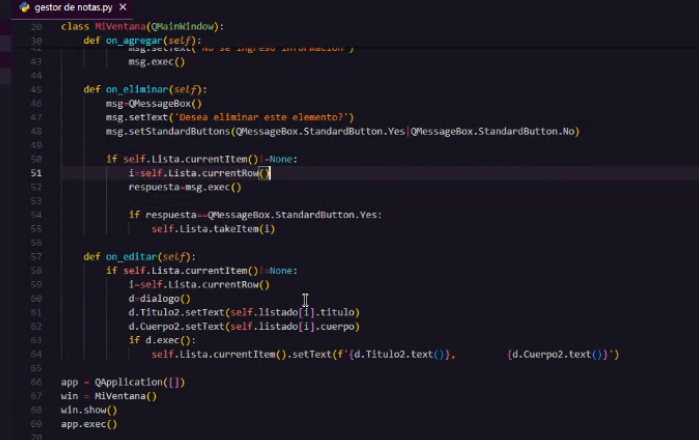 gestor de notas.py
20 class MiVentana(QMainWindow):
30 def on_agregar(self):
42 msg.setText('No se ingreso informacion')
43 msg.exec()
44
45 def on_eliminar(self):
46 msg=QMessageBox()
47 msg.setText('Desea eliminar este elemento?')
48 msg.setStandardButtons(QMessageBox.StandardButton.Yes|QMessageBox.StandardButton.No)
49
50 if self.Lista.currentItem()!=None:
51 i=self.Lista.currentRow()
52 respuesta=msg.exec()
53
54 if respuesta==QMessageBox.StandardButton.Yes:
55 self.Lista.takeItem(i)
56
57 def on_editar(self):
58 if self.Lista.currentItem()!=None:
59 i=self.Lista.currentRow()
60 d=dialogo()
61 d.Titulo2.setText(self.listado[i].titulo)
62 d.Cuerpo2.setText(self.listado[i].cuerpo)
63 if d.exec():
64 self.Lista.currentItem().setText(f'{d.Titulo2.text()}, {d.Cuerpo2.text()}')
65
66 app = QApplication([])
67 win = MiVentana()
68 win.show()
69 app.exec()
70